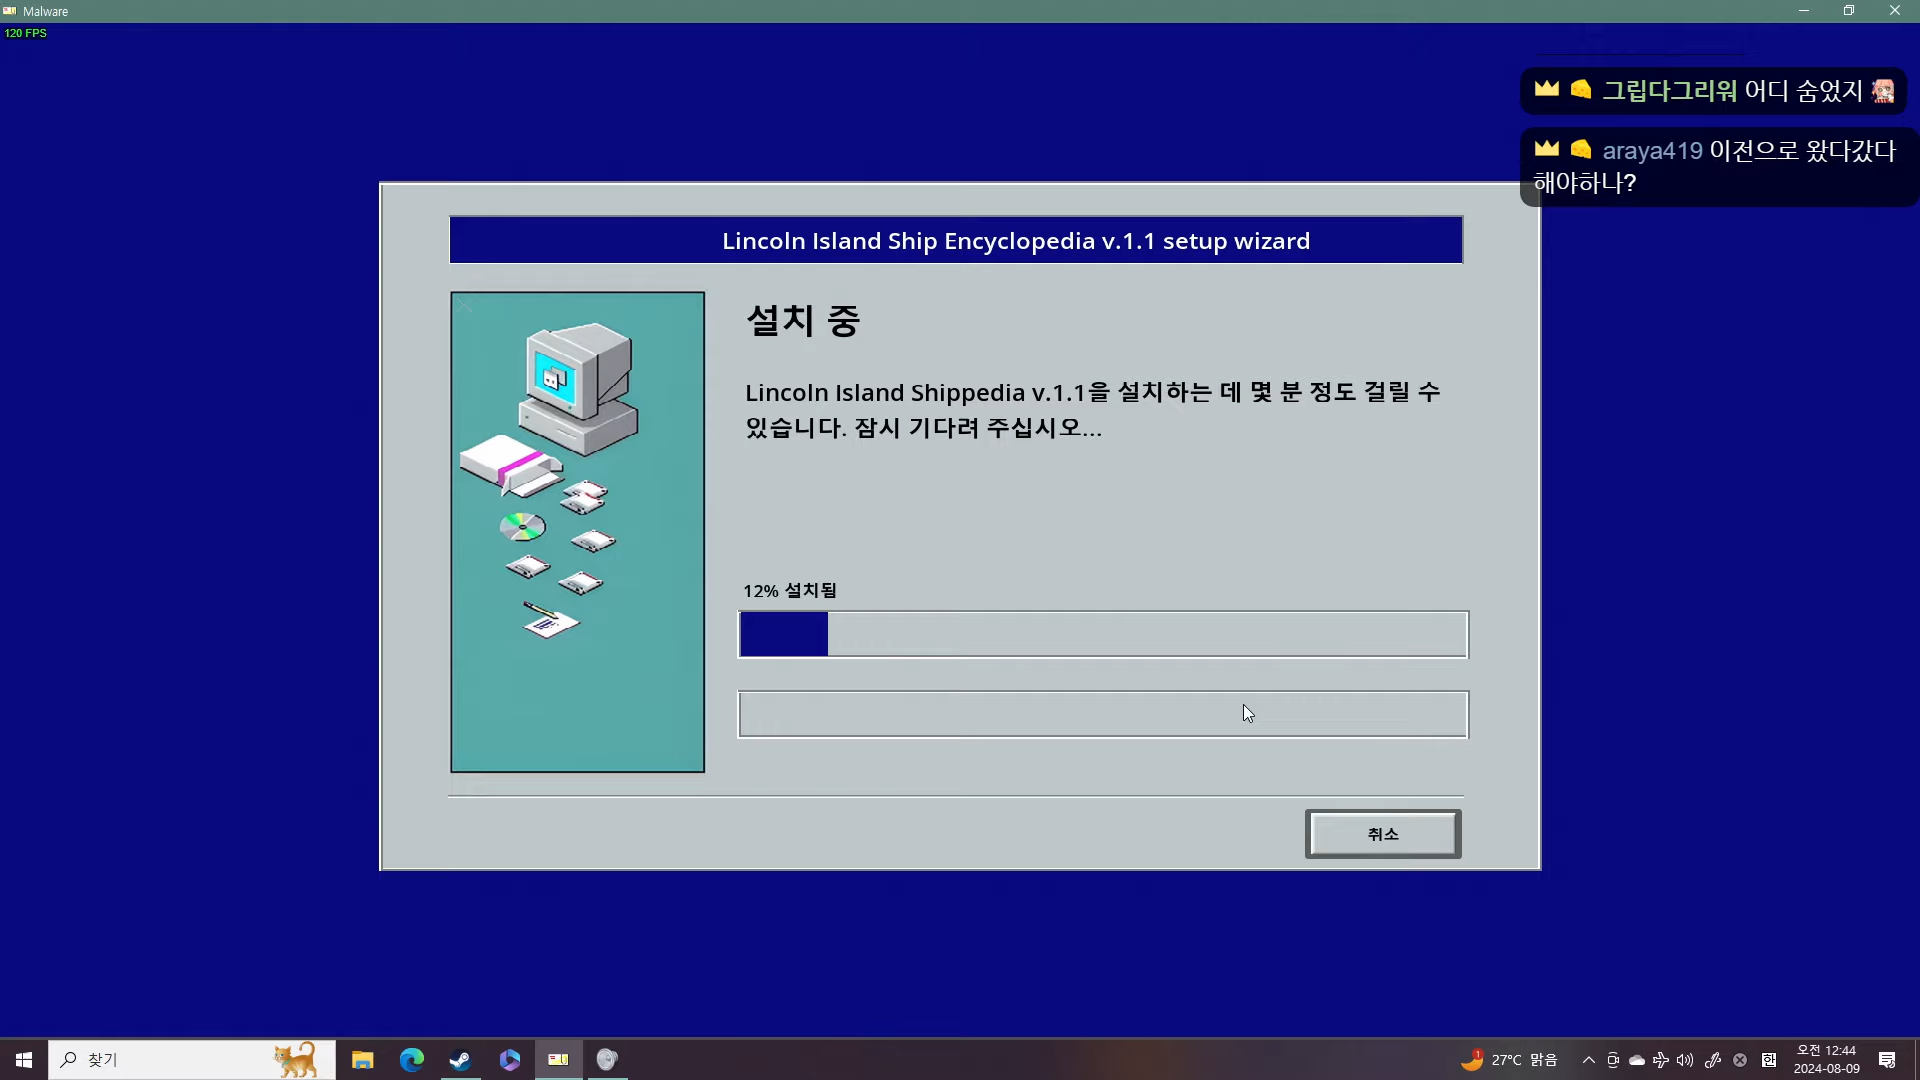 Malware
120 FPS
그립다그리워 어디 숨었지
araya419 이전으로 왔다갔다
해야하나?
Lincoln Island Ship Encyclopedia v.1.1 setup wizard
설치 중
Lincoln Island Shippedia v.1.1을 설치하는 데 몇 분 정도 걸릴 수
있습니다. 잠시 기다려 주십시오...
12% 설치됨
취소
찾기
1
27°C 맑음
한
오전 12:44
2024-08-09